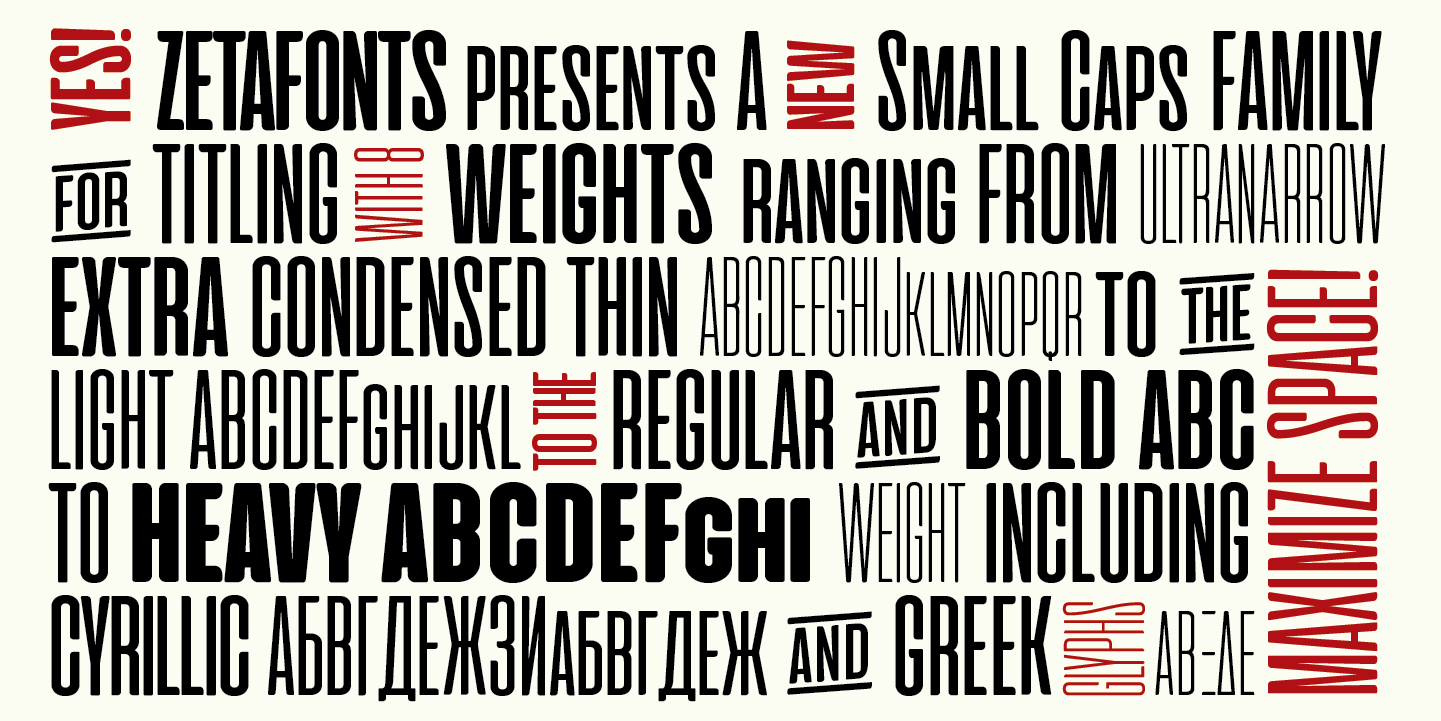 YES! ZETAFONTS PRESENTS A NEW SMALL CAPS FAMILY
FOR TITLING WITH 8 WEIGHTS RANGING FROM ULTRANARROW
EXTRA CONDENSED THIN ABCDEFGHIJKLMNOPQR TO THE
LIGHT ABCDEFGHIJKL TO THE REGULAR AND BOLD ABC
TO HEAVY ABCDEFGHI WEIGHT INCLUDING
CYRILLIC АБВГДЕЖЗИАБВГДЕЖ AND GREEK GLYPHS ΑΒΞΔΕ
MAXIMIZE SPACE!